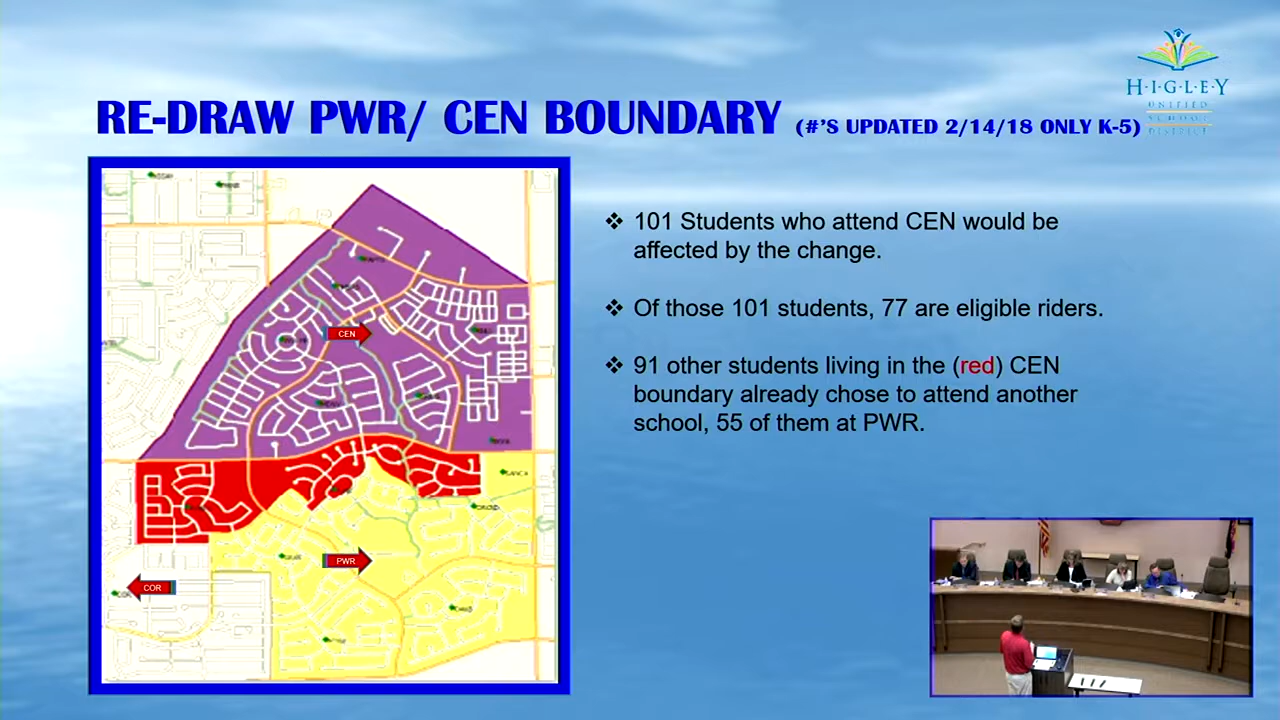 H·I·G·L·E·Y
UNIFIED
SCHOOL
DISTRICT
RE-DRAW PWR/ CEN BOUNDARY (#'S UPDATED 2/14/18 ONLY K-5)
❖ 101 Students who attend CEN would be
affected by the change.
❖ Of those 101 students, 77 are eligible riders.
❖ 91 other students living in the (red) CEN
boundary already chose to attend another
school, 55 of them at PWR.
CEN
PWR
COR